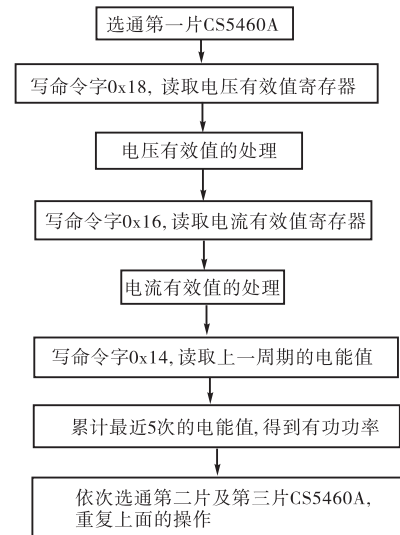 选通第一片CS5460A
写命令字0x18, 读取电压有效值寄存器
电压有效值的处理
写命令字0x16,读取电流有效值寄存器
电流有效值的处理
写命令字0x14,读取上一周期的电能值
累计最近5次的电能值,得到有功功率
依次选通第二片及第三片CS5460A,
重复上面的操作